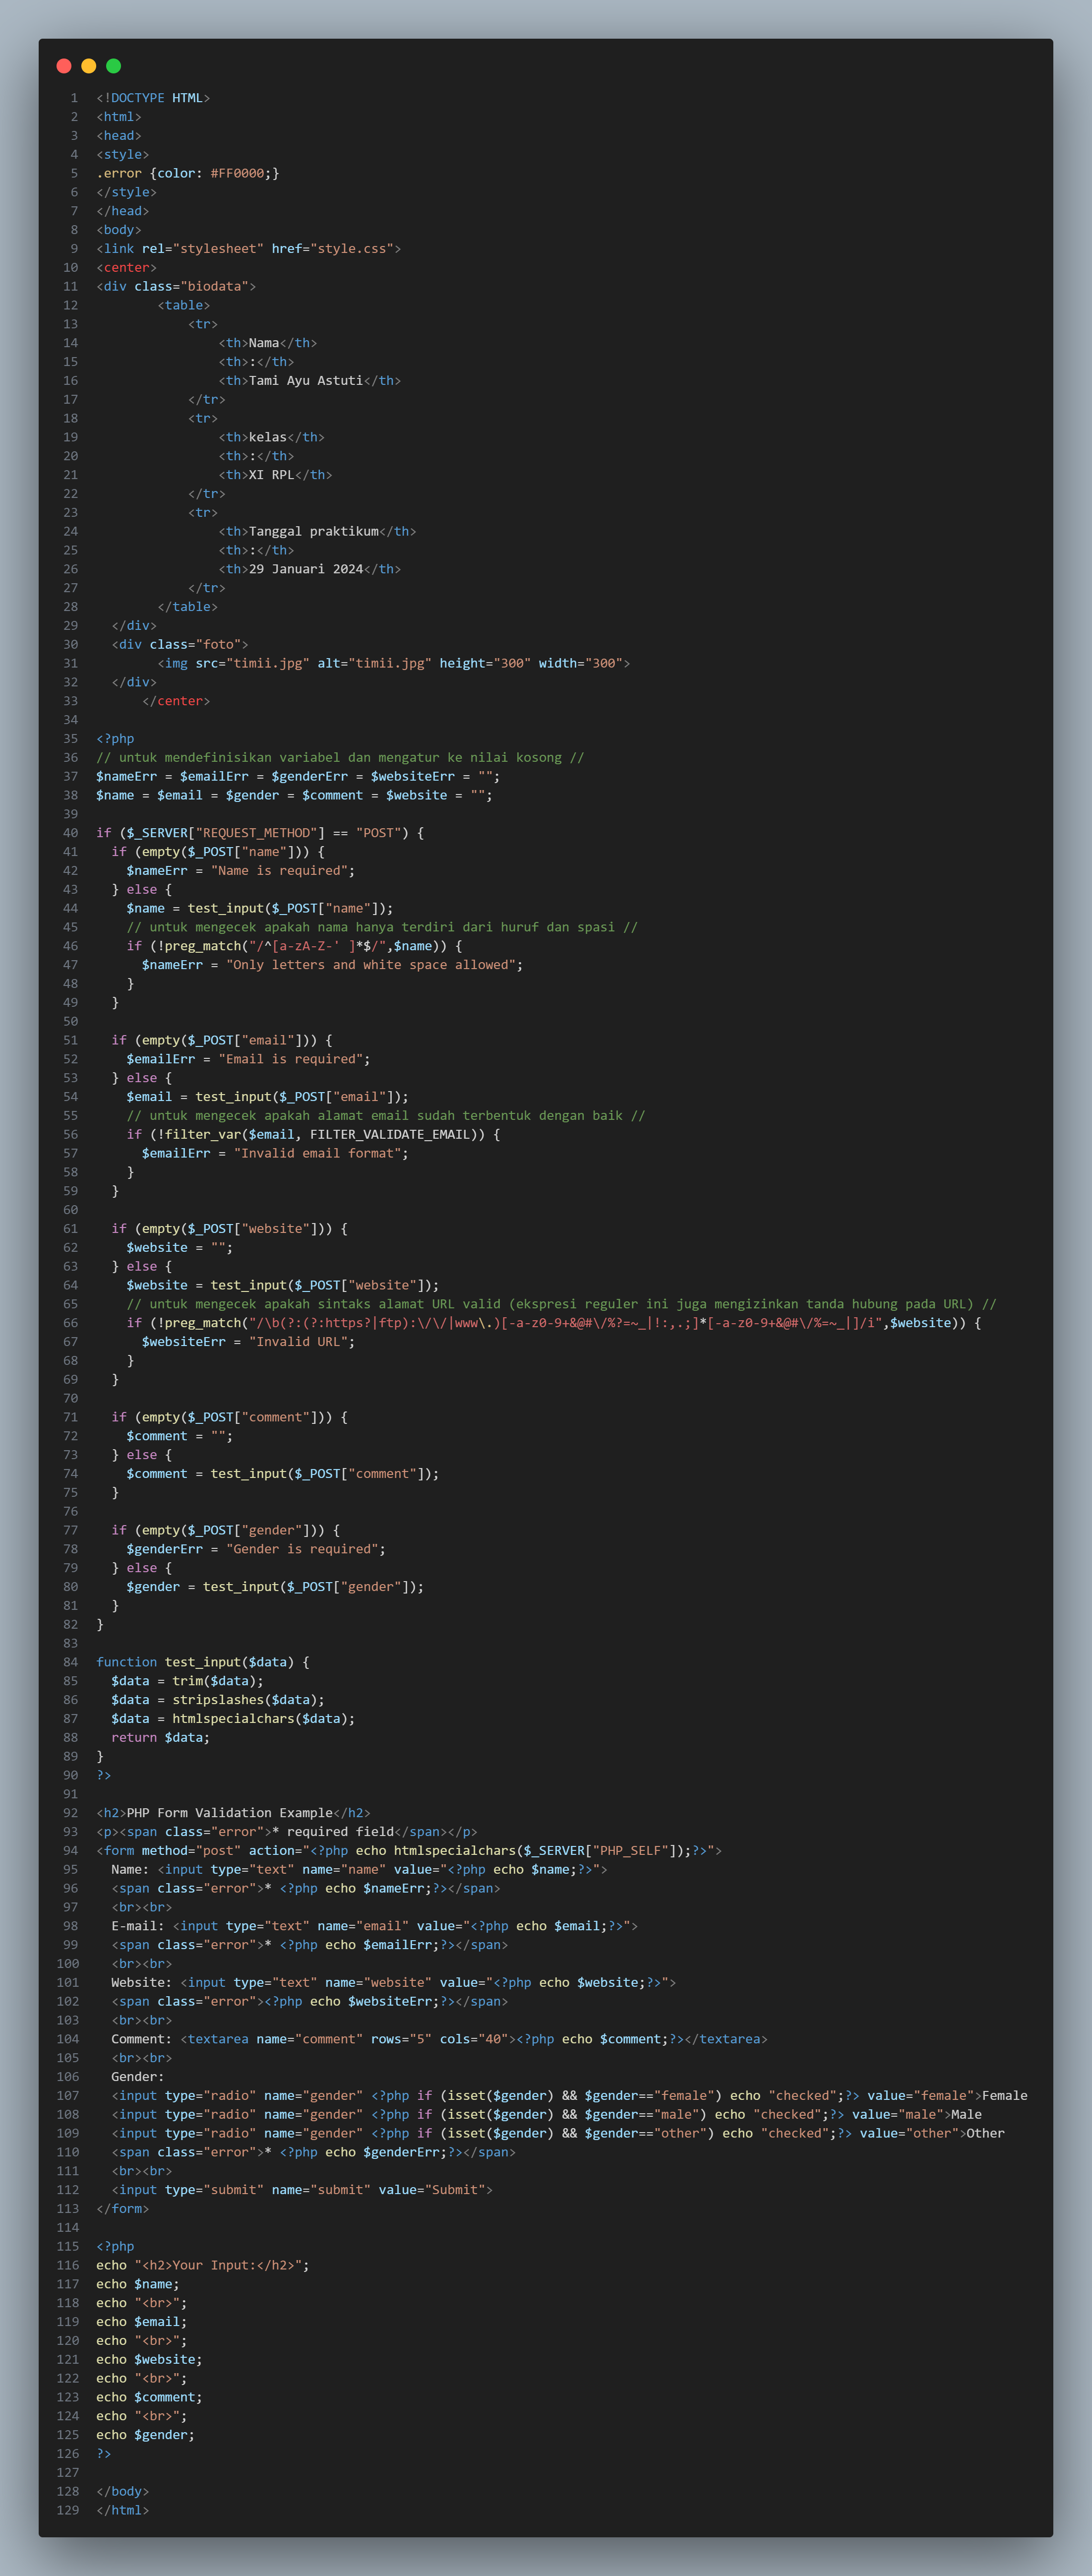 1 <!DOCTYPE HTML>
2 <html>
3 <head>
4 <style>
5 .error {color: #FF0000;}
6 </style>
7 </head>
8 <body>
9 <link rel="stylesheet" href="style.css">
10 <center>
11 <div class="biodata">
12         <table>
13             <tr>
14                 <th>Nama</th>
15                 <th>:</th>
16                 <th>Tami Ayu Astuti</th>
17             </tr>
18             <tr>
19                 <th>kelas</th>
20                 <th>:</th>
21                 <th>XI RPL</th>
22             </tr>
23             <tr>
24                 <th>Tanggal praktikum</th>
25                 <th>:</th>
26                 <th>29 Januari 2024</th>
27             </tr>
28         </table>
29   </div>
30   <div class="foto">
31         <img src="timii.jpg" alt="timii.jpg" height="300" width="300">
32   </div>
33       </center>
34
35 <?php
36 // untuk mendefinisikan variabel dan mengatur ke nilai kosong //
37 $nameErr = $emailErr = $genderErr = $websiteErr = "";
38 $name = $email = $gender = $comment = $website = "";
39
40 if ($_SERVER["REQUEST_METHOD"] == "POST") {
41   if (empty($_POST["name"])) {
42     $nameErr = "Name is required";
43   } else {
44     $name = test_input($_POST["name"]);
45     // untuk mengecek apakah nama hanya terdiri dari huruf dan spasi //
46     if (!preg_match("/^[a-zA-Z-' ]*$/",$name)) {
47       $nameErr = "Only letters and white space allowed";
48     }
49   }
50
51   if (empty($_POST["email"])) {
52     $emailErr = "Email is required";
53   } else {
54     $email = test_input($_POST["email"]);
55     // untuk mengecek apakah alamat email sudah terbentuk dengan baik //
56     if (!filter_var($email, FILTER_VALIDATE_EMAIL)) {
57       $emailErr = "Invalid email format";
58     }
59   }
60
61   if (empty($_POST["website"])) {
62     $website = "";
63   } else {
64     $website = test_input($_POST["website"]);
65     // untuk mengecek apakah sintaks alamat URL valid (ekspresi reguler ini juga mengizinkan tanda hubung pada URL) //
66     if (!preg_match("/\b(?:(?:https?|ftp):\/\/|www\.)[-a-z0-9+&@#\/%?=~_|!:,.;]*[-a-z0-9+&@#\/%=~_|]/i",$website)) {
67       $websiteErr = "Invalid URL";
68     }
69   }
70
71   if (empty($_POST["comment"])) {
72     $comment = "";
73   } else {
74     $comment = test_input($_POST["comment"]);
75   }
76
77   if (empty($_POST["gender"])) {
78     $genderErr = "Gender is required";
79   } else {
80     $gender = test_input($_POST["gender"]);
81   }
82 }
83
84 function test_input($data) {
85   $data = trim($data);
86   $data = stripslashes($data);
87   $data = htmlspecialchars($data);
88   return $data;
89 }
90 ?>
91
92 <h2>PHP Form Validation Example</h2>
93 <p><span class="error">* required field</span></p>
94 <form method="post" action="<?php echo htmlspecialchars($_SERVER["PHP_SELF"]);?>">
95   Name: <input type="text" name="name" value="<?php echo $name;?>">
96   <span class="error">* <?php echo $nameErr;?></span>
97   <br><br>
98   E-mail: <input type="text" name="email" value="<?php echo $email;?>">
99   <span class="error">* <?php echo $emailErr;?></span>
100   <br><br>
101   Website: <input type="text" name="website" value="<?php echo $website;?>">
102   <span class="error"><?php echo $websiteErr;?></span>
103   <br><br>
104   Comment: <textarea name="comment" rows="5" cols="40"><?php echo $comment;?></textarea>
105   <br><br>
106   Gender:
107   <input type="radio" name="gender" <?php if (isset($gender) && $gender=="female") echo "checked";?> value="female">Female
108   <input type="radio" name="gender" <?php if (isset($gender) && $gender=="male") echo "checked";?> value="male">Male
109   <input type="radio" name="gender" <?php if (isset($gender) && $gender=="other") echo "checked";?> value="other">Other
110   <span class="error">* <?php echo $genderErr;?></span>
111   <br><br>
112   <input type="submit" name="submit" value="Submit">
113 </form>
114
115 <?php
116 echo "<h2>Your Input:</h2>";
117 echo $name;
118 echo "<br>";
119 echo $email;
120 echo "<br>";
121 echo $website;
122 echo "<br>";
123 echo $comment;
124 echo "<br>";
125 echo $gender;
126 ?>
127
128 </body>
129 </html>